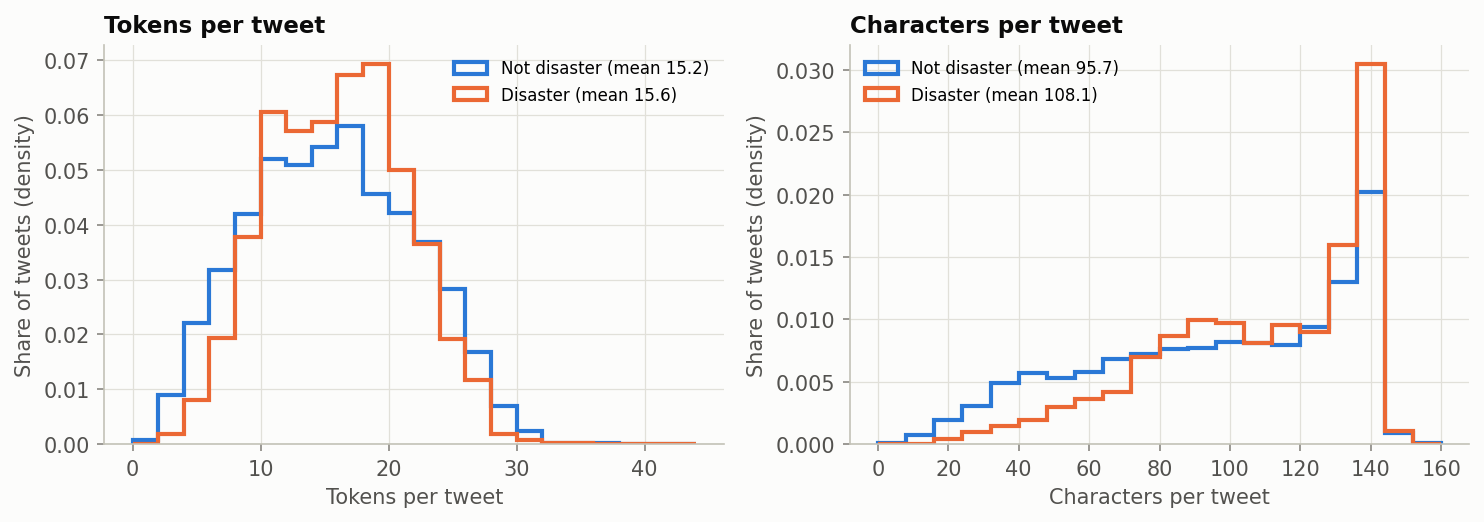 Tokens per tweet
Share of tweets (density)
0.07
0.06
0.05
0.04
0.03
0.02
0.01
0.00
Not disaster (mean 15.2)
Disaster (mean 15.6)
0 10 20 30 40
Tokens per tweet
Characters per tweet
Share of tweets (density)
0.030
0.025
0.020
0.015
0.010
0.005
0.000
Not disaster (mean 95.7)
Disaster (mean 108.1)
0 20 40 60 80 100 120 140 160
Characters per tweet